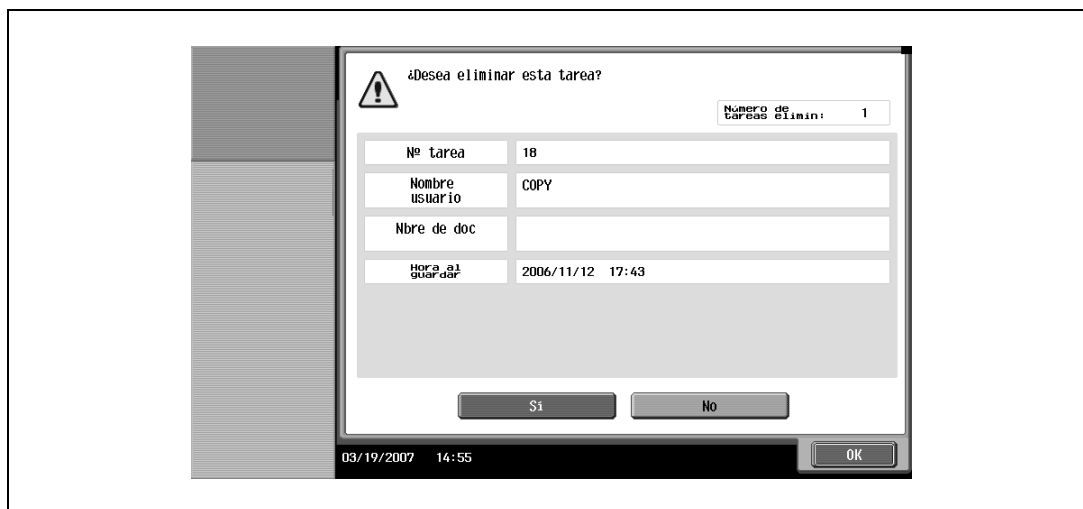 ¿Desea eliminar esta tarea?
Número de
tareas elimin: 1
Nº tarea 18
Nombre
usuario COPY
Nbre de doc
Hora al
guardar 2006/11/12 17:43
Sí No
03/19/2007 14:55 OK